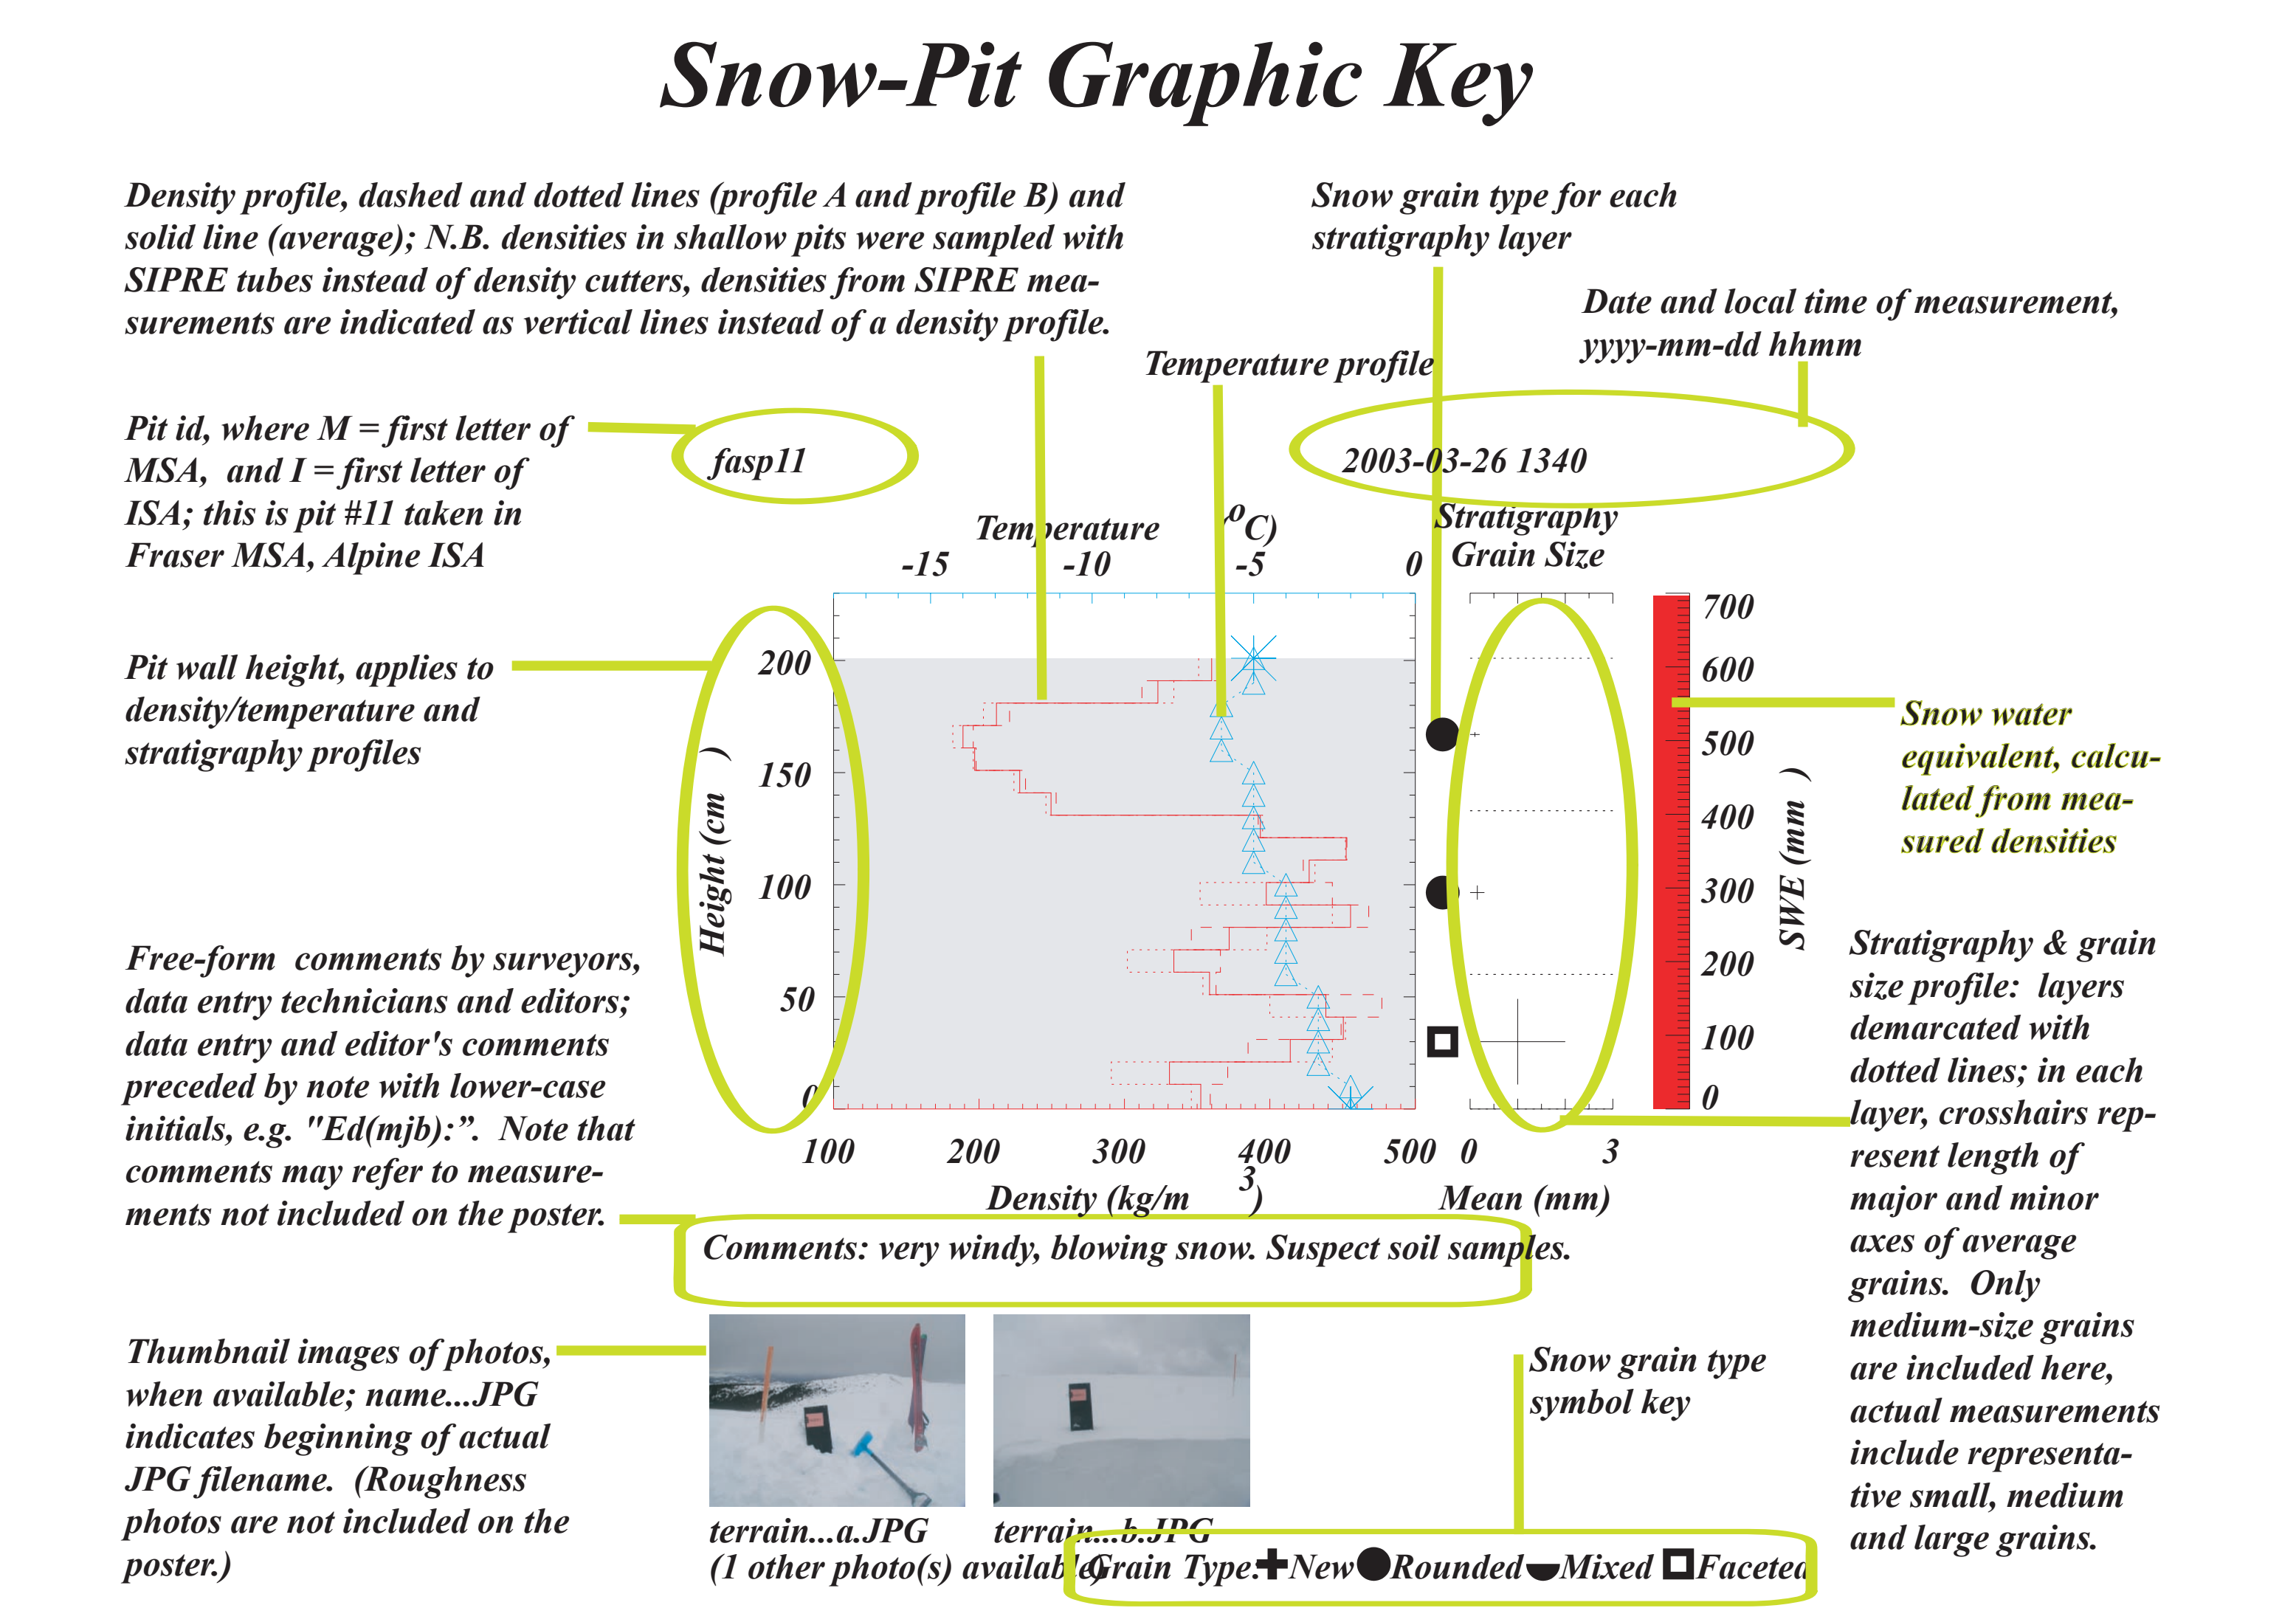 Snow-Pit Graphic Key
Density profile, dashed and dotted lines (profile A and profile B) and
solid line (average); N.B. densities in shallow pits were sampled with
SIPRE tubes instead of density cutters, densities from SIPRE mea-
surements are indicated as vertical lines instead of a density profile.
Snow grain type for each
stratigraphy layer
Date and local time of measurement,
yyyy-mm-dd hhmm
Temperature profile
Pit id, where M = first letter of
MSA, and I = first letter of
ISA; this is pit #11 taken in
Fraser MSA, Alpine ISA
fasp11
2003-03-26 1340
Temperature (oC)
-15 -10 -5 0
Stratigraphy
Grain Size
Pit wall height, applies to
density/temperature and
stratigraphy profiles
Height (cm )
200
150
100
50
0
700
600
500
400
300
200
100
0
SWE (mm )
Snow water
equivalent, calcu-
lated from mea-
sured densities
Free-form comments by surveyors,
data entry technicians and editors;
data entry and editor's comments
preceded by note with lower-case
initials, e.g. "Ed(mjb):”. Note that
comments may refer to measure-
ments not included on the poster.
Stratigraphy & grain
size profile: layers
demarcated with
dotted lines; in each
layer, crosshairs rep-
resent length of
major and minor
axes of average
grains. Only
medium-size grains
are included here,
actual measurements
include representa-
tive small, medium
and large grains.
100 200 300 400 500
0 3
Density (kg/m 3)
Mean (mm)
Comments: very windy, blowing snow. Suspect soil samples.
Thumbnail images of photos,
when available; name...JPG
indicates beginning of actual
JPG filename. (Roughness
photos are not included on the
poster.)
Snow grain type
symbol key
terrain...a.JPG
terrain...b.JPG
(1 other photo(s) available)
Grain Type: New Rounded Mixed Faceted